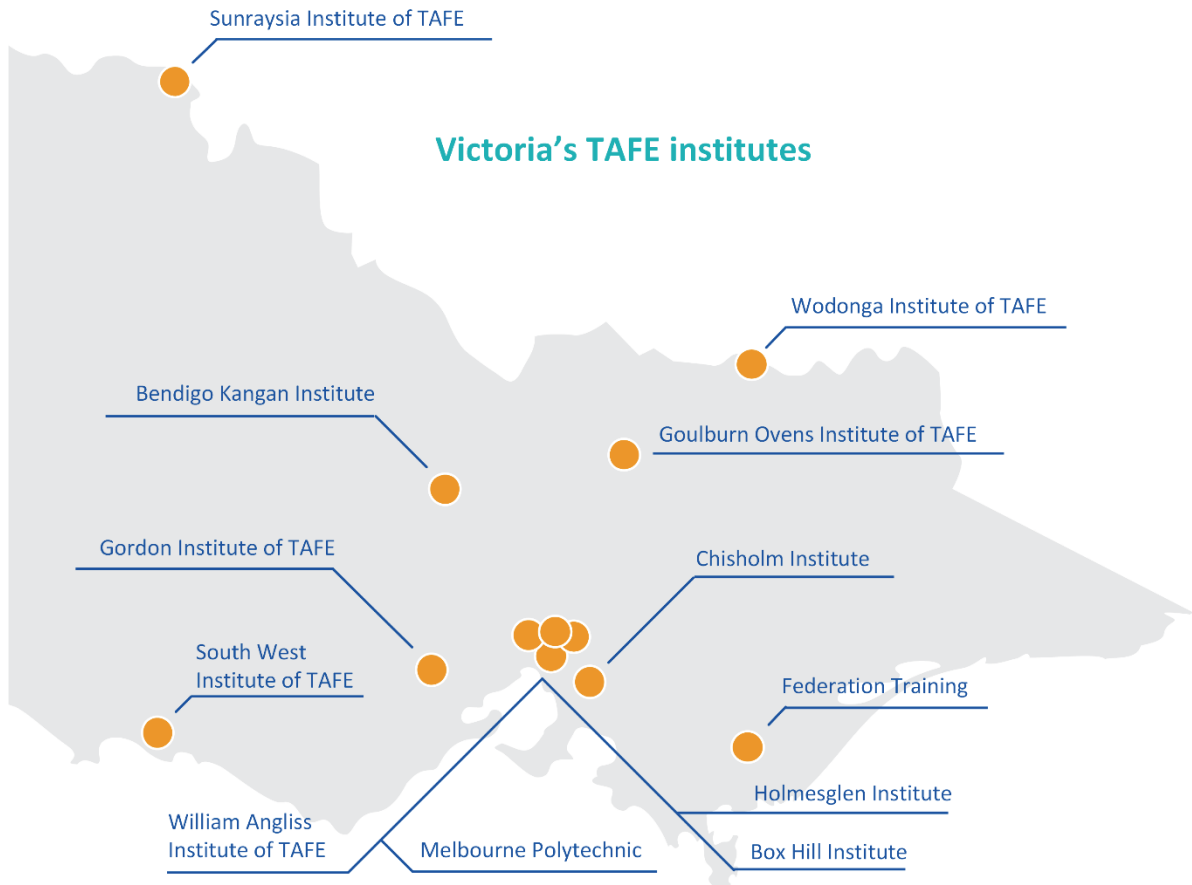 Sunraysia Institute of TAFE
Victoria’s TAFE institutes
Wodonga Institute of TAFE
Bendigo Kangan Institute
Goulburn Ovens Institute of TAFE
Gordon Institute of TAFE
Chisholm Institute
South West
Institute of TAFE
Federation Training
Holmesglen Institute
William Angliss
Institute of TAFE
Melbourne Polytechnic
Box Hill Institute